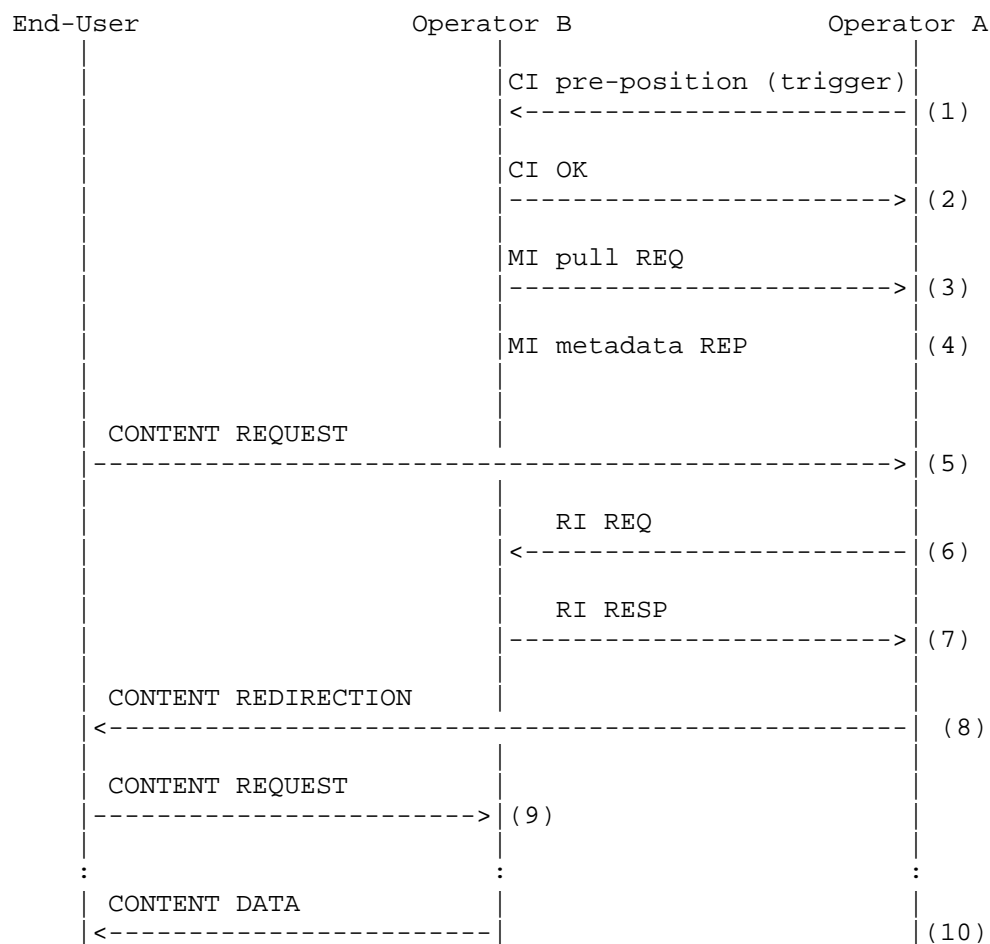 End-User Operator B Operator A
CI pre-position (trigger)
(1)
CI OK
(2)
MI pull REQ
(3)
MI metadata REP (4)
CONTENT REQUEST
(5)
RI REQ
(6)
RI RESP
(7)
CONTENT REDIRECTION
(8)
CONTENT REQUEST
(9)
: : :
CONTENT DATA
(10)